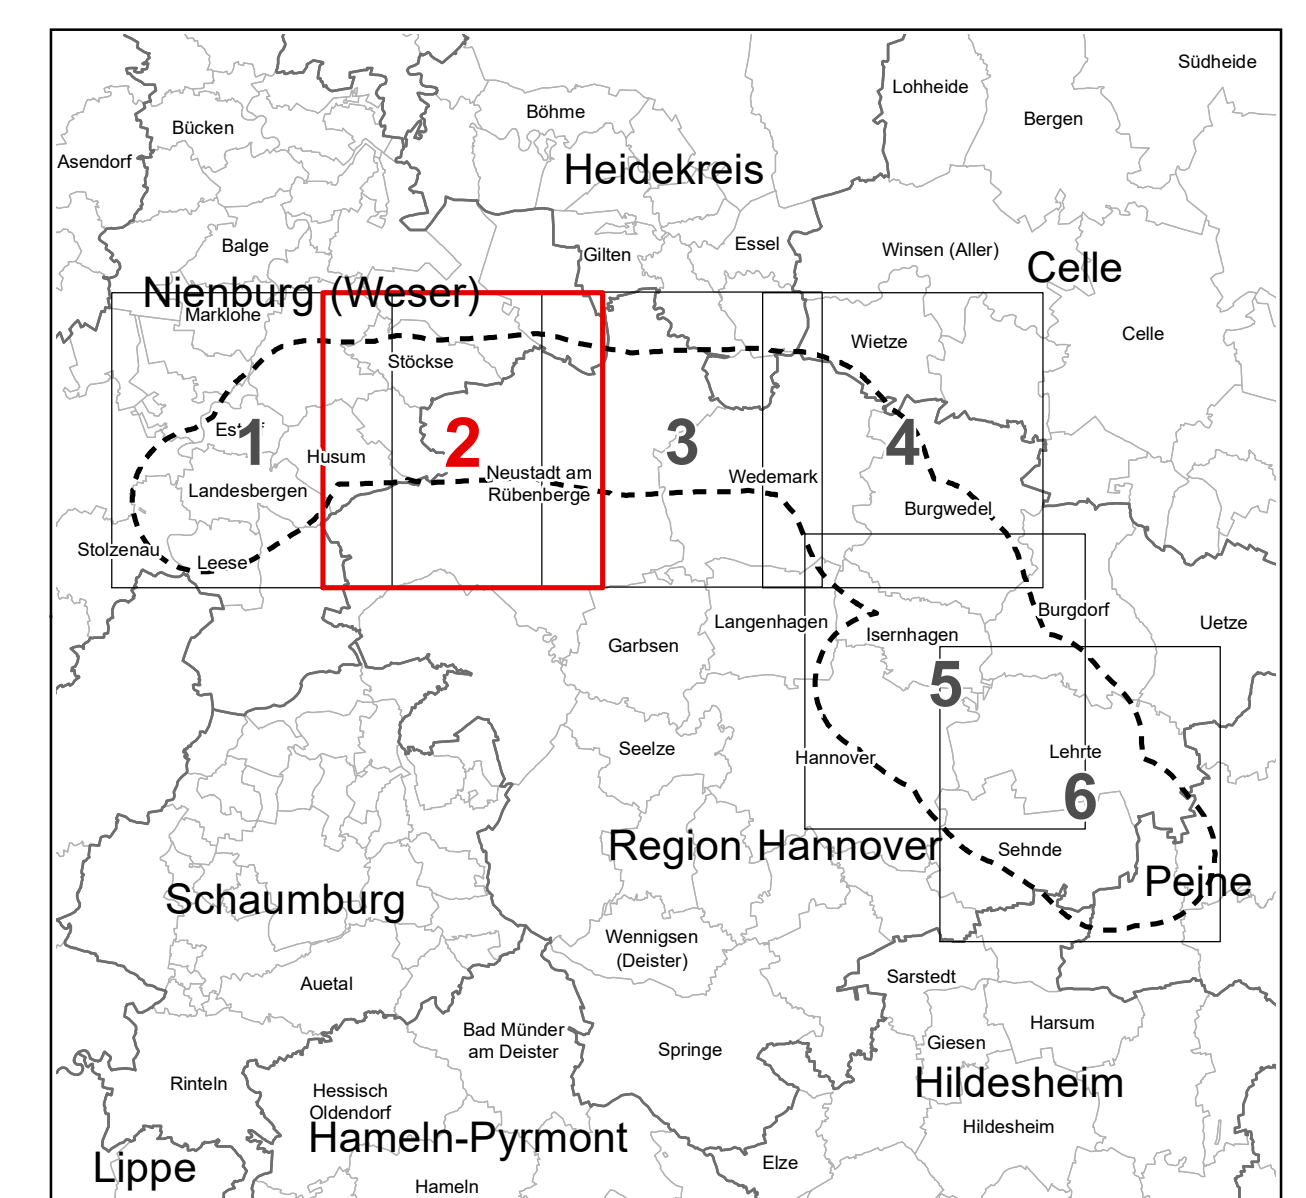 Südheide
Lohheide
Böhme
Bergen
Bücken
Asendorf
Heidekreis
Balge
Gilten
Essel
Winsen (Aller)
Celle
Nienburg (Weser)
Marklohe
Celle
Wietze
Stöckse
1
2
3
4
Husum
Neustadt am
Rübenberge
Wedemark
Landesbergen
Burgwedel
Stolzenau
Leese
Burgdorf
Langenhagen
Uetze
Isernhagen
Garbsen
5
Seelze
Lehrte
Hannover
6
Region Hannover
Sehnde
Peine
Schaumburg
Wennigsen
(Deister)
Auetal
Sarstedt
Bad Münder
am Deister
Harsum
Giesen
Springe
Rinteln
Hessisch
Oldendorf
Hildesheim
Hildesheim
Hameln-Pyrmont
Elze
Lippe
Hameln